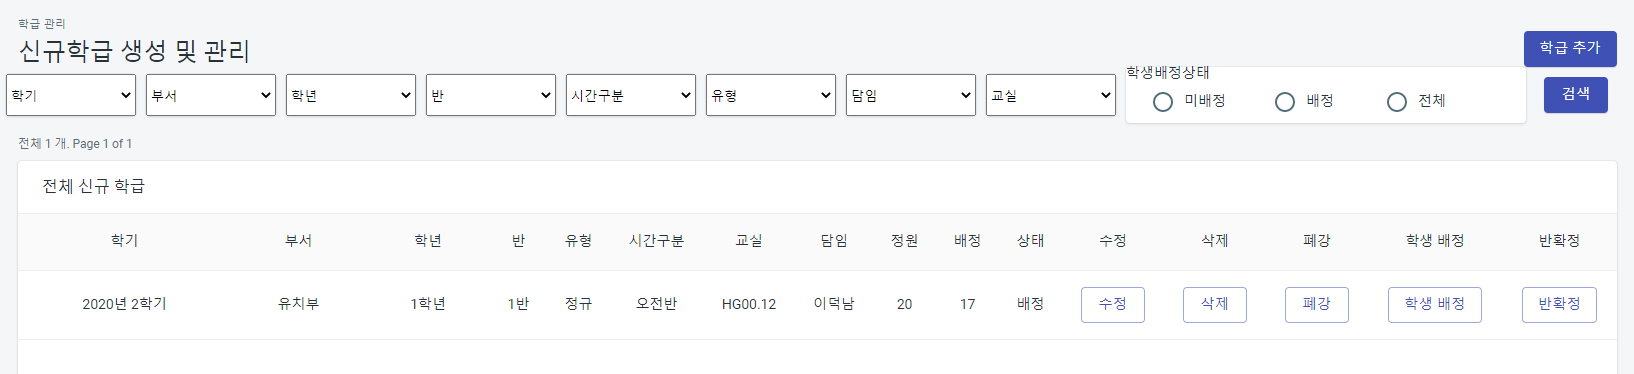 학급 관리
신규학급 생성 및 관리
학급 추가
학기 부서 학년 반 시간구분 유형 담임 교실
학생배정상태
미배정 배정 전체
검색
전체 1 개. Page 1 of 1
전체 신규 학급
학기 부서 학년 반 유형 시간구분 교실 담임 정원 배정 상태 수정 삭제 폐강 학생 배정 반확정
2020년 2학기 유치부 1학년 1반 정규 오전반 HG00.12 이덕남 20 17 배정 수정 삭제 폐강 학생 배정 반확정